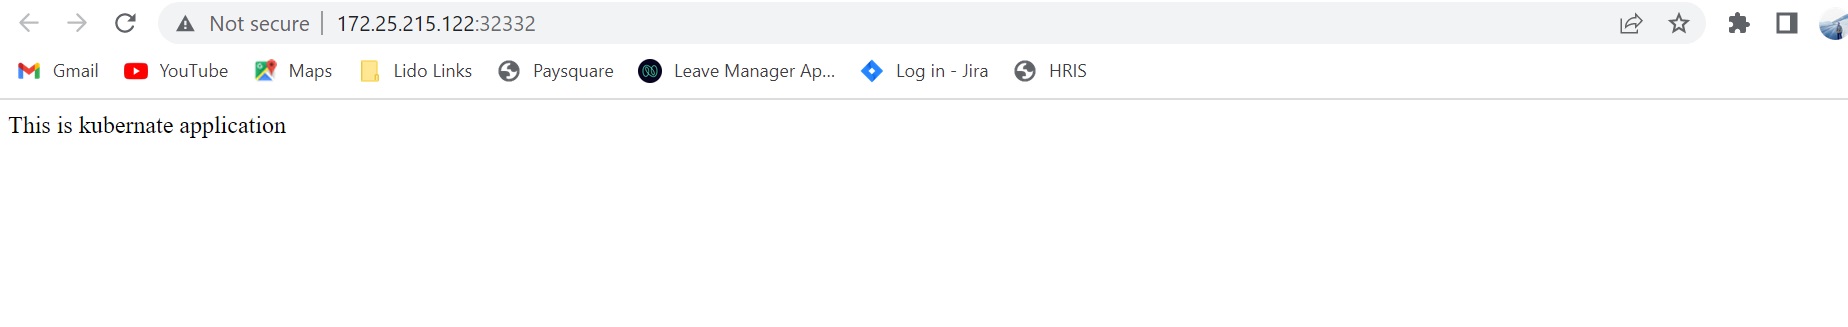 Not secure 172.25.215.122:32332
Gmail YouTube Maps Lido Links Paysquare Leave Manager Ap... Log in - Jira HRIS
This is kubernate application